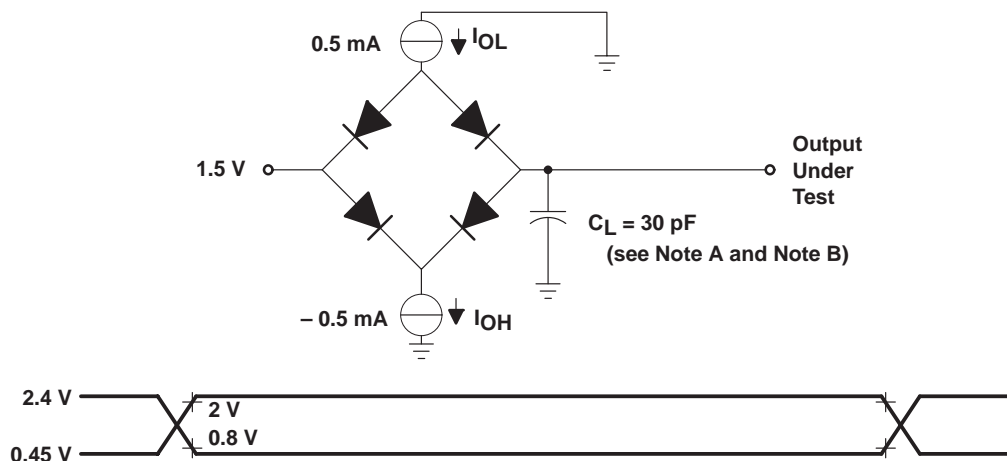 0.5 mA
IOL
1.5 V
Output
Under
Test
CL = 30 pF
(see Note A and Note B)
– 0.5 mA
IOH
2.4 V
2 V
0.8 V
0.45 V